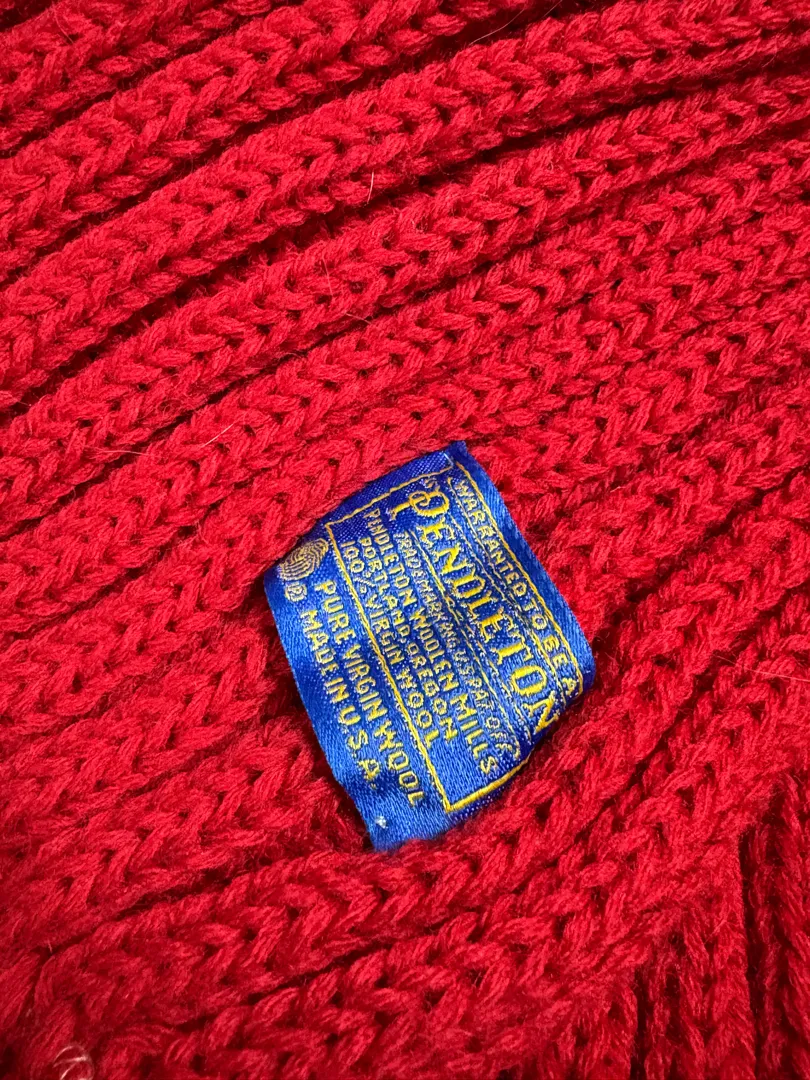 WARRANTED TO BE A
PENDLETON
TRADEMARK REG U.S. PAT. OFF.
PENDLETON WOOLEN MILLS
PORTLAND, OREGON
100% VIRGIN WOOL
®
PURE VIRGIN WOOL
MADE IN U.S.A.